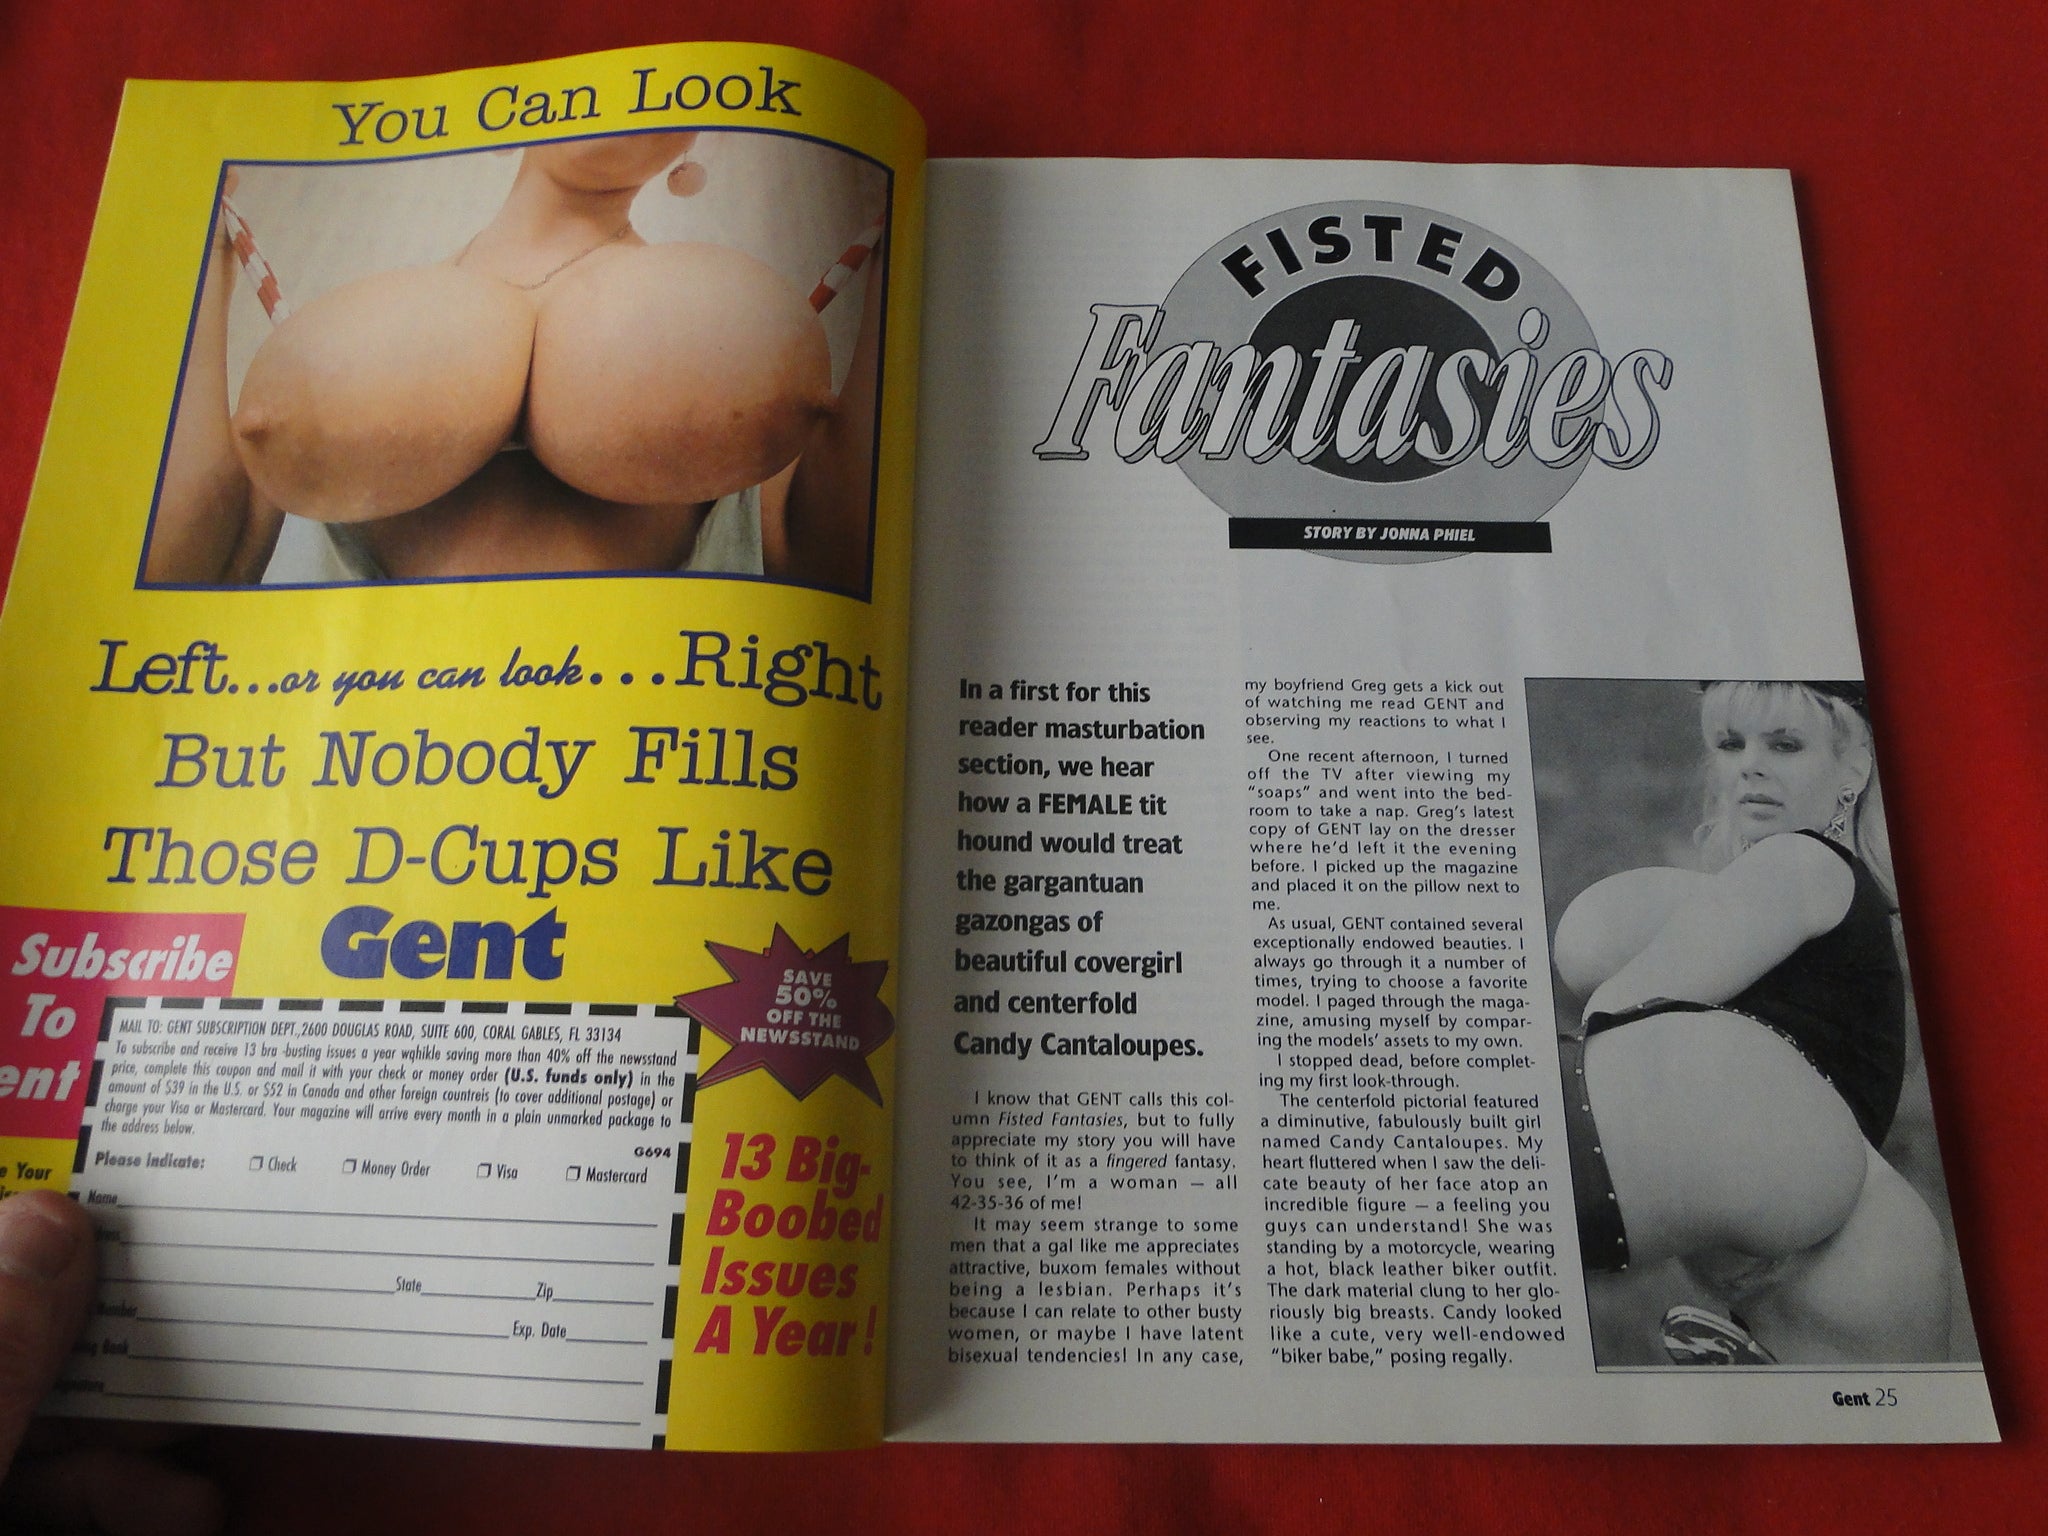 You Can Look
Left...or you can look...Right
But Nobody Fills
Those D-Cups Like
Gent
Subscribe
To
ent
SAVE
50%
OFF THE
NEWSSTAND
MAIL TO: GENT SUBSCRIPTION DEPT.,2600 DOUGLAS ROAD, SUITE 600, CORAL GABLES, FL 33134
To subscribe and receive 13 bra -busting issues a year wqhikle saving more than 40% off the newsstand
price, complete this coupon and mail it with your check or money order (U.S. funds only) in the
amount of $39 in the U.S. or $52 in Canada and other foreign countreis (to cover additional postage) or
charge your Visa or Mastercard. Your magazine will arrive every month in a plain unmarked package to
the address below.
G694
Please Indicate: Check Money Order Visa Mastercard
Name
State Zip
Exp. Date
Bank
e Your
13 Big-
Boobed
Issues
A Year!
FISTED
Fantasies
STORY BY JONNA PHIEL
In a first for this
reader masturbation
section, we hear
how a FEMALE tit
hound would treat
the gargantuan
gazongas of
beautiful covergirl
and centerfold
Candy Cantaloupes.
I know that GENT calls this col-
umn Fisted Fantasies, but to fully
appreciate my story you will have
to think of it as a fingered fantasy.
You see, I'm a woman — all
42-35-36 of me!
It may seem strange to some
men that a gal like me appreciates
attractive, buxom females without
being a lesbian. Perhaps it's
because I can relate to other busty
women, or maybe I have latent
bisexual tendencies! In any case,
my boyfriend Greg gets a kick out
of watching me read GENT and
observing my reactions to what I
see.
One recent afternoon, I turned
off the TV after viewing my
"soaps" and went into the bed-
room to take a nap. Greg's latest
copy of GENT lay on the dresser
where he'd left it the evening
before. I picked up the magazine
and placed it on the pillow next to
me.
As usual, GENT contained several
exceptionally endowed beauties. I
always go through it a number of
times, trying to choose a favorite
model. I paged through the maga-
zine, amusing myself by compar-
ing the models' assets to my own.
I stopped dead, before complet-
ing my first look-through.
The centerfold pictorial featured
a diminutive, fabulously built girl
named Candy Cantaloupes. My
heart fluttered when I saw the deli-
cate beauty of her face atop an
incredible figure — a feeling you
guys can understand! She was
standing by a motorcycle, wearing
a hot, black leather biker outfit.
The dark material clung to her glo-
riously big breasts. Candy looked
like a cute, very well-endowed
"biker babe," posing regally.
Gent 25